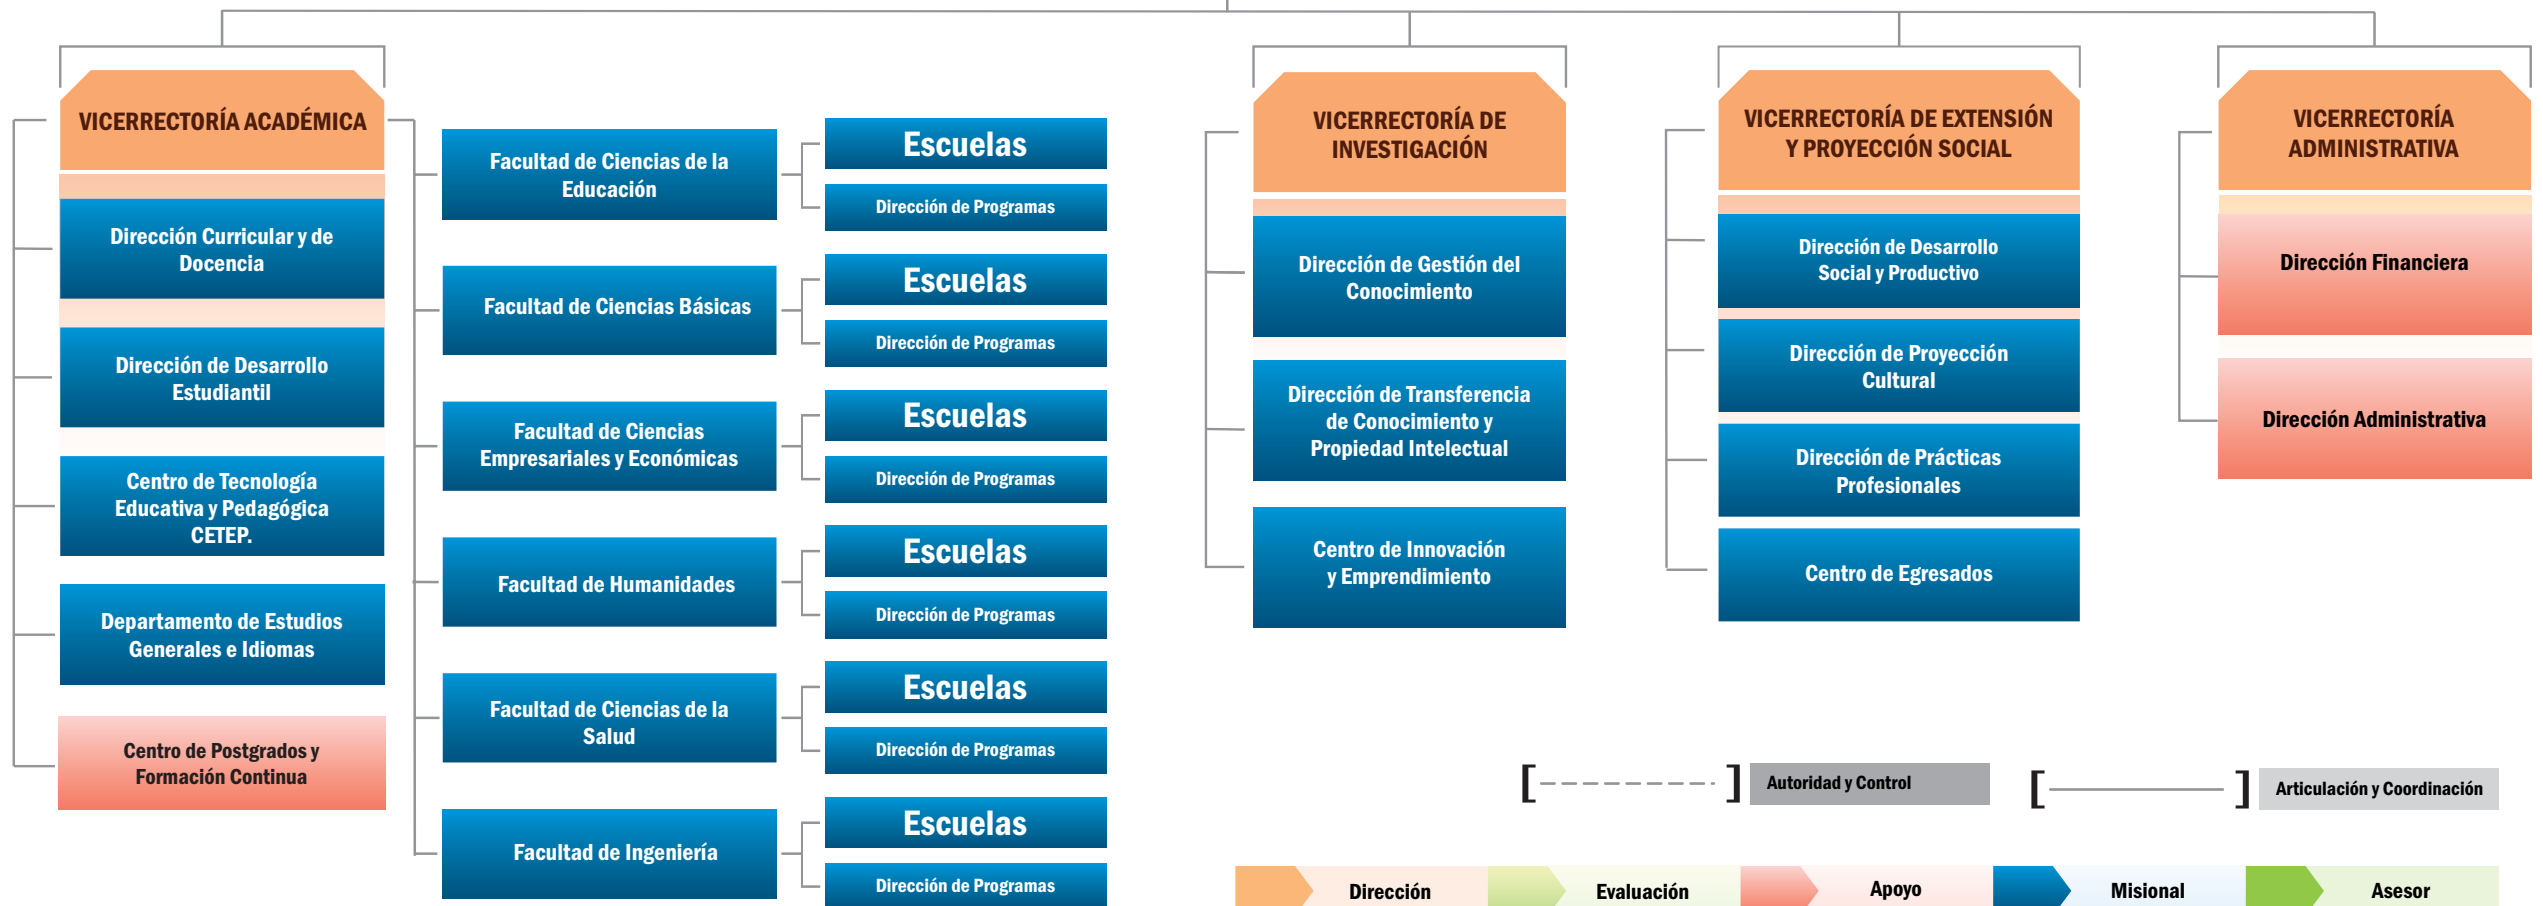 VICERRECTORÍA ACADÉMICA
Dirección Curricular y de
Docencia
Dirección de Desarrollo
Estudiantil
Centro de Tecnología
Educativa y Pedagógica
CETEP.
Departamento de Estudios
Generales e Idiomas
Centro de Postgrados y
Formación Continua
Facultad de Ciencias de la
Educación
Escuelas
Dirección de Programas
Facultad de Ciencias Básicas
Escuelas
Dirección de Programas
Facultad de Ciencias
Empresariales y Económicas
Escuelas
Dirección de Programas
Facultad de Humanidades
Escuelas
Dirección de Programas
Facultad de Ciencias de la
Salud
Escuelas
Dirección de Programas
Facultad de Ingeniería
Escuelas
Dirección de Programas
VICERRECTORÍA DE
INVESTIGACIÓN
Dirección de Gestión del
Conocimiento
Dirección de Transferencia
de Conocimiento y
Propiedad Intelectual
Centro de Innovación
y Emprendimiento
VICERRECTORÍA DE EXTENSIÓN
Y PROYECCIÓN SOCIAL
Dirección de Desarrollo
Social y Productivo
Dirección de Proyección
Cultural
Dirección de Prácticas
Profesionales
Centro de Egresados
VICERRECTORÍA
ADMINISTRATIVA
Dirección Financiera
Dirección Administrativa
Autoridad y Control
Articulación y Coordinación
Dirección
Evaluación
Apoyo
Misional
Asesor